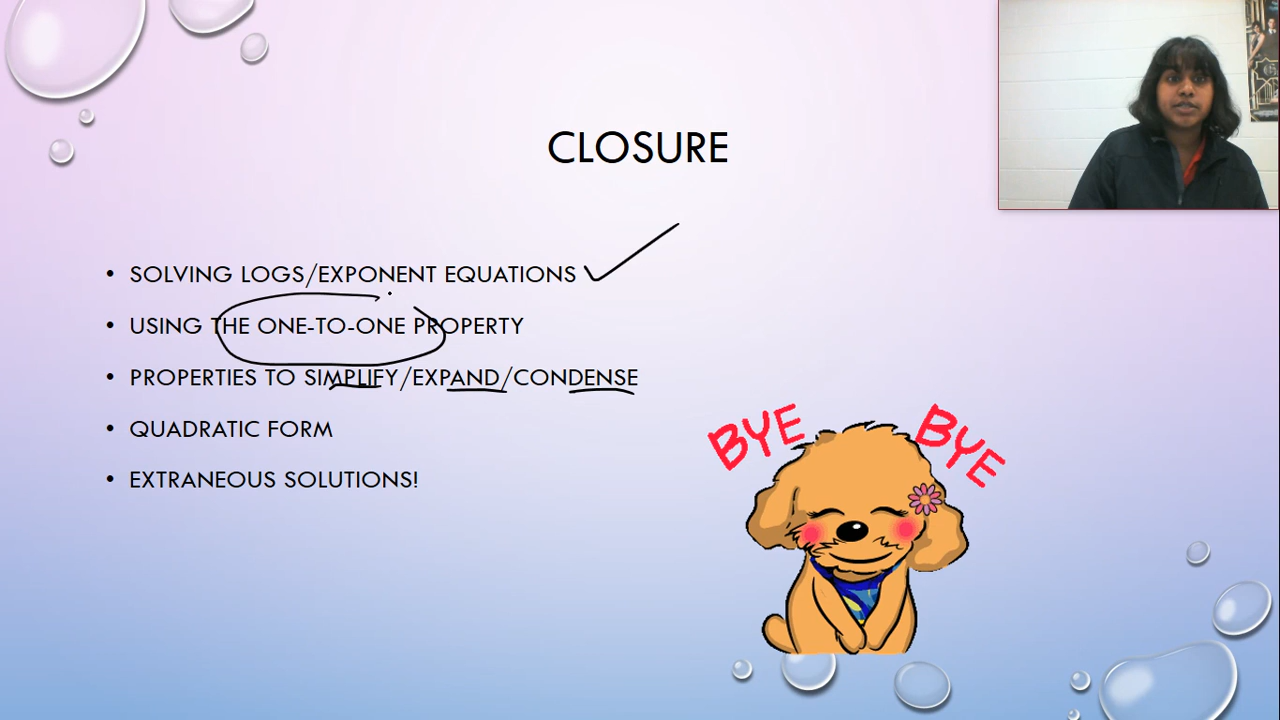 CLOSURE
• SOLVING LOGS/EXPONENT EQUATIONS
• USING THE ONE-TO-ONE PROPERTY
• PROPERTIES TO SIMPLIFY/EXPAND/CONDENSE
• QUADRATIC FORM
• EXTRANEOUS SOLUTIONS!
BYE BYE